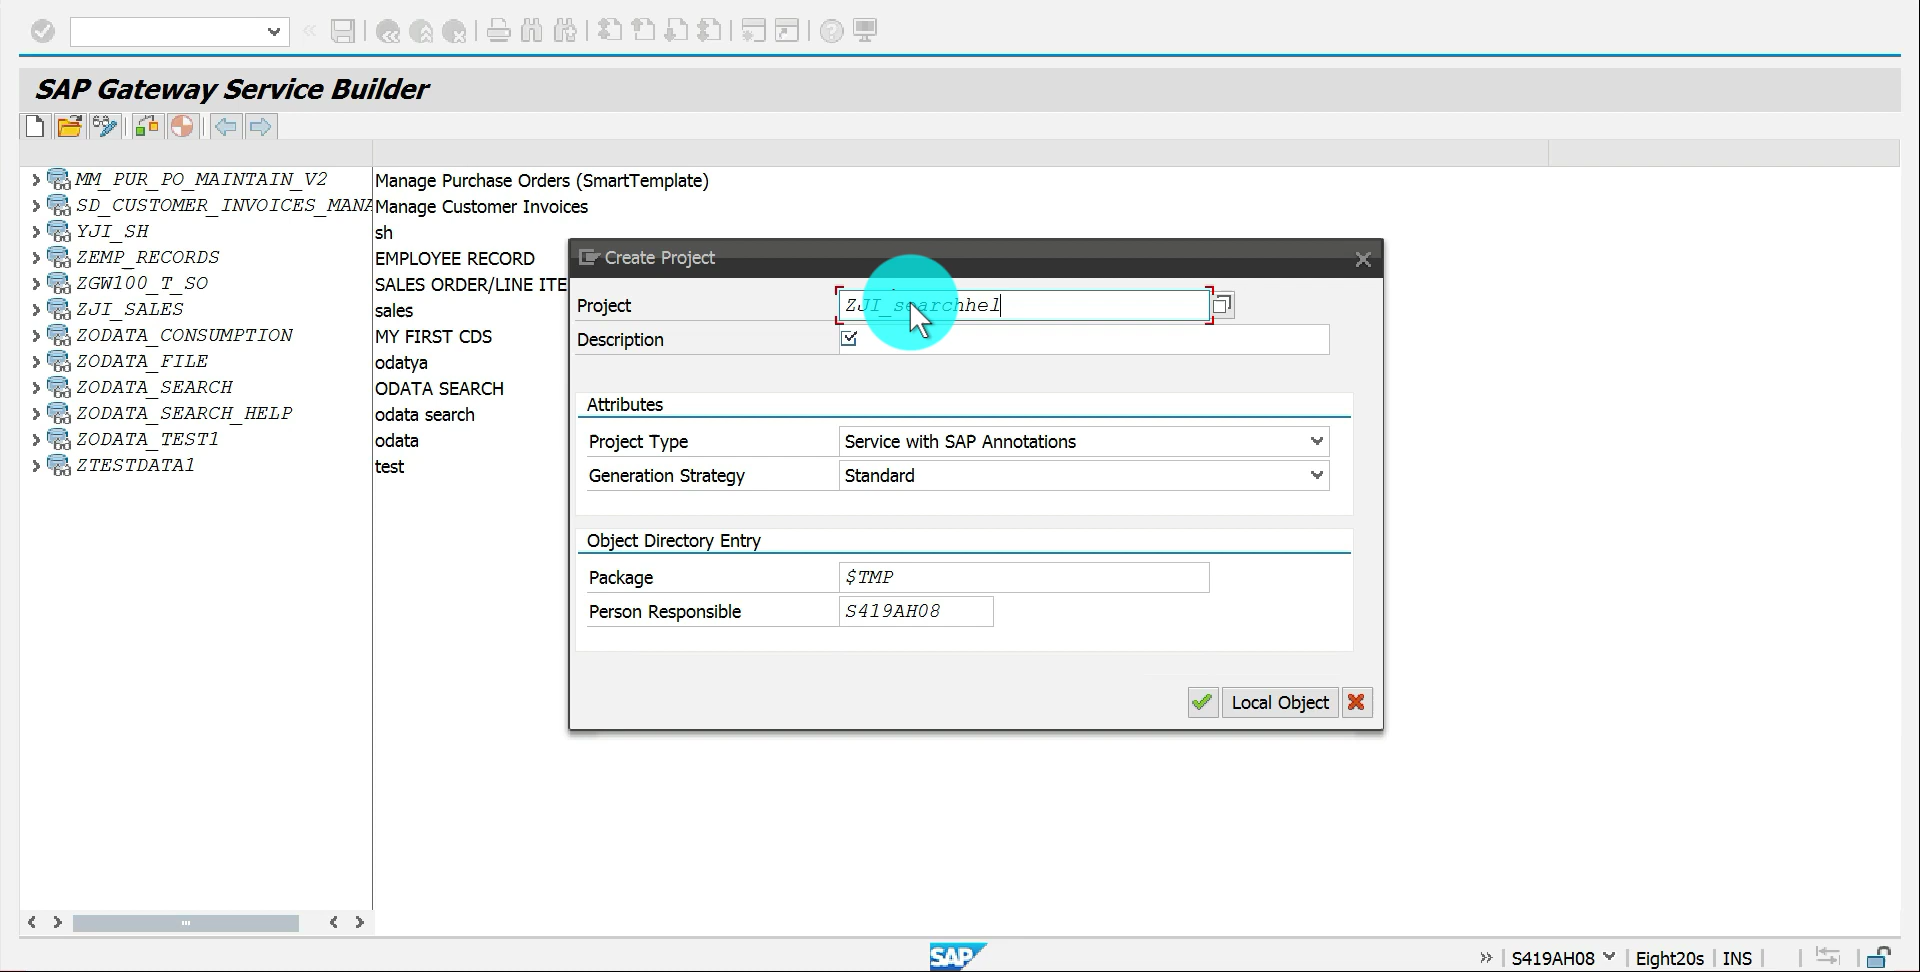 SAP Gateway Service Builder
MM_PUR_PO_MAINTAIN_V2 Manage Purchase Orders (SmartTemplate)
SD_CUSTOMER_INVOICES_MANA Manage Customer Invoices
YJI_SH sh
ZEMP_RECORDS EMPLOYEE RECORD
ZGW100_T_SO SALES ORDER/LINE ITE
ZJI_SALES sales
ZODATA_CONSUMPTION MY FIRST CDS
ZODATA_FILE odatya
ZODATA_SEARCH ODATA SEARCH
ZODATA_SEARCH_HELP odata search
ZODATA_TEST1 odata
ZTESTDATA1 test
Create Project
Project ZJI_searchhel
Description
Attributes
Project Type Service with SAP Annotations
Generation Strategy Standard
Object Directory Entry
Package $TMP
Person Responsible S419AH08
Local Object
SAP
S419AH08 Eight20s INS